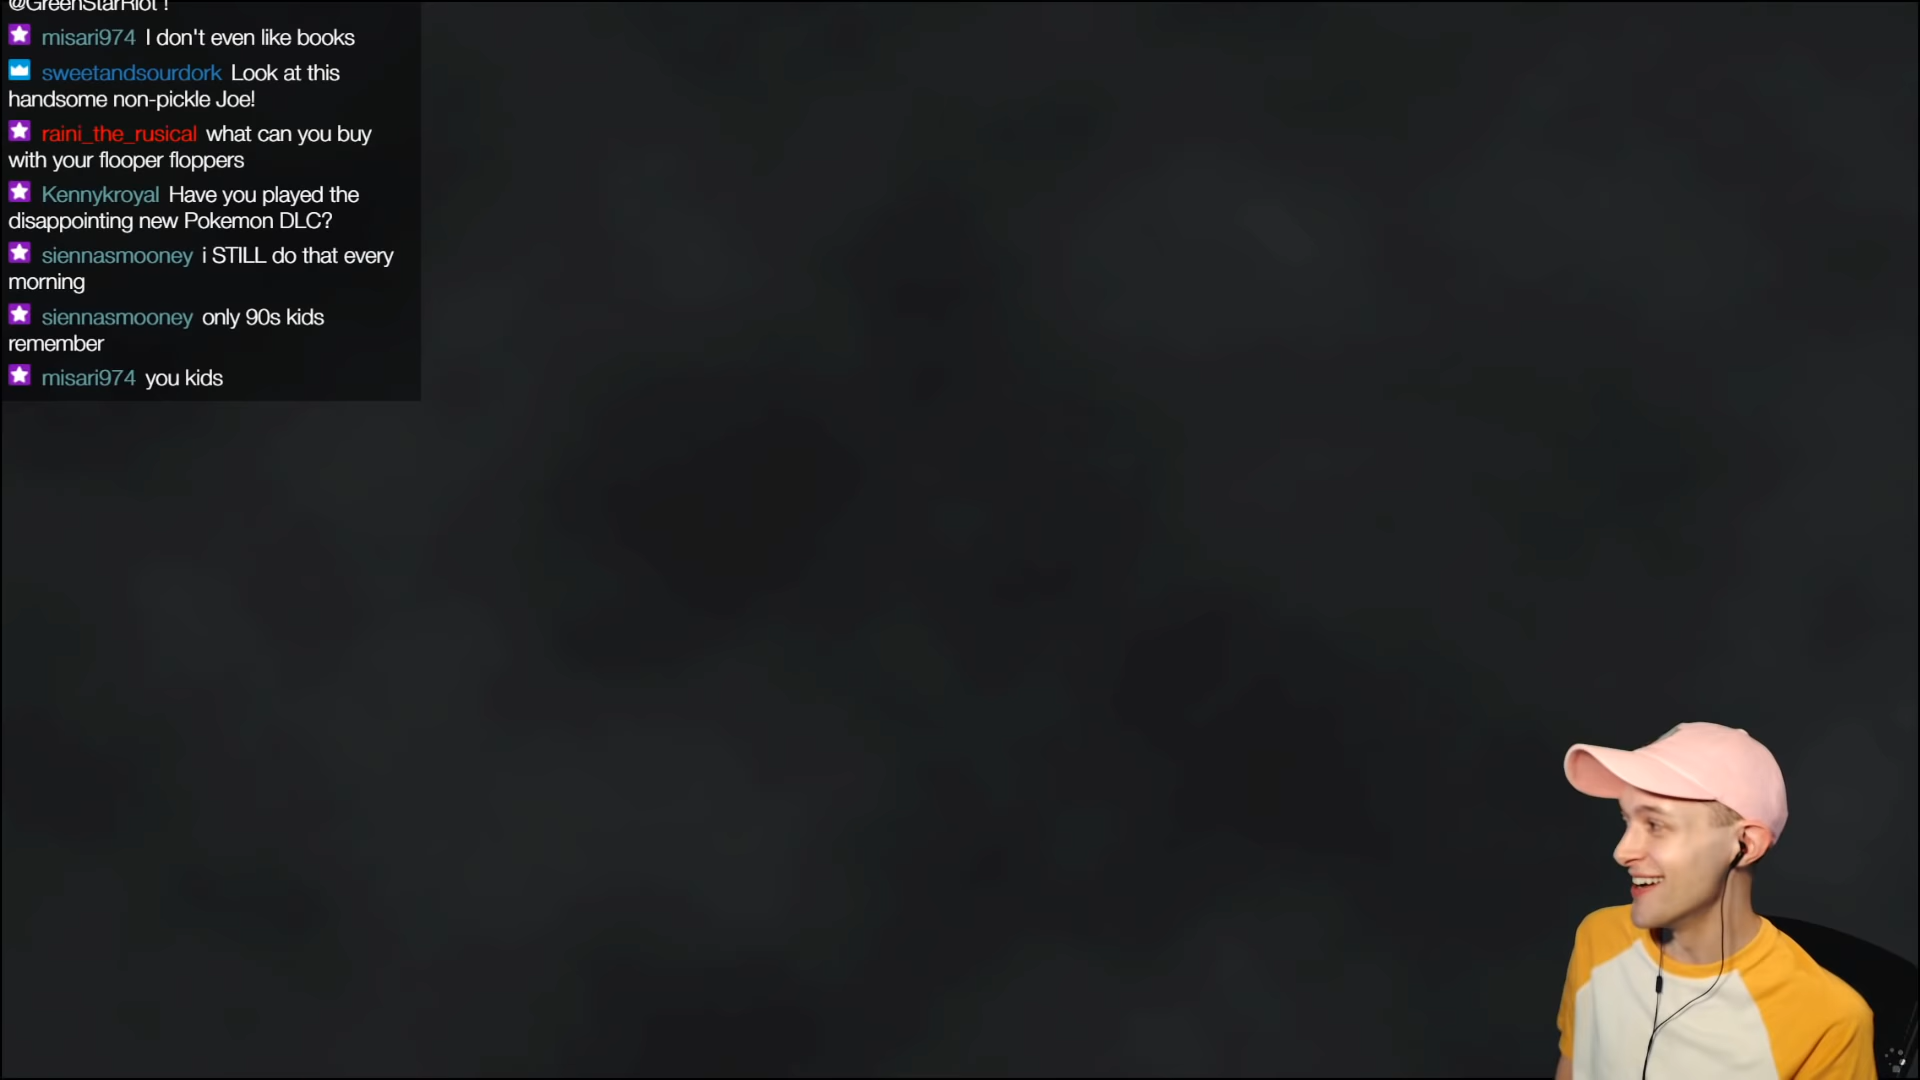 @GreenStarRiot !
misari974 I don't even like books
sweetandsourdork Look at this
handsome non-pickle Joe!
raini_the_rusical what can you buy
with your flooper floppers
Kennykroyal Have you played the
disappointing new Pokemon DLC?
siennasmooney i STILL do that every
morning
siennasmooney only 90s kids
remember
misari974 you kids